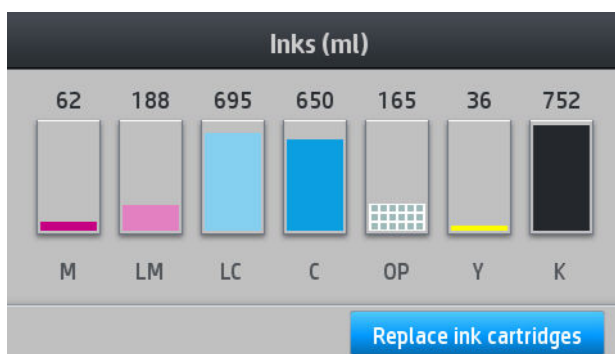 Inks (ml)
62 188 695 650 165 36 752
M LM LC C OP Y K
Replace ink cartridges